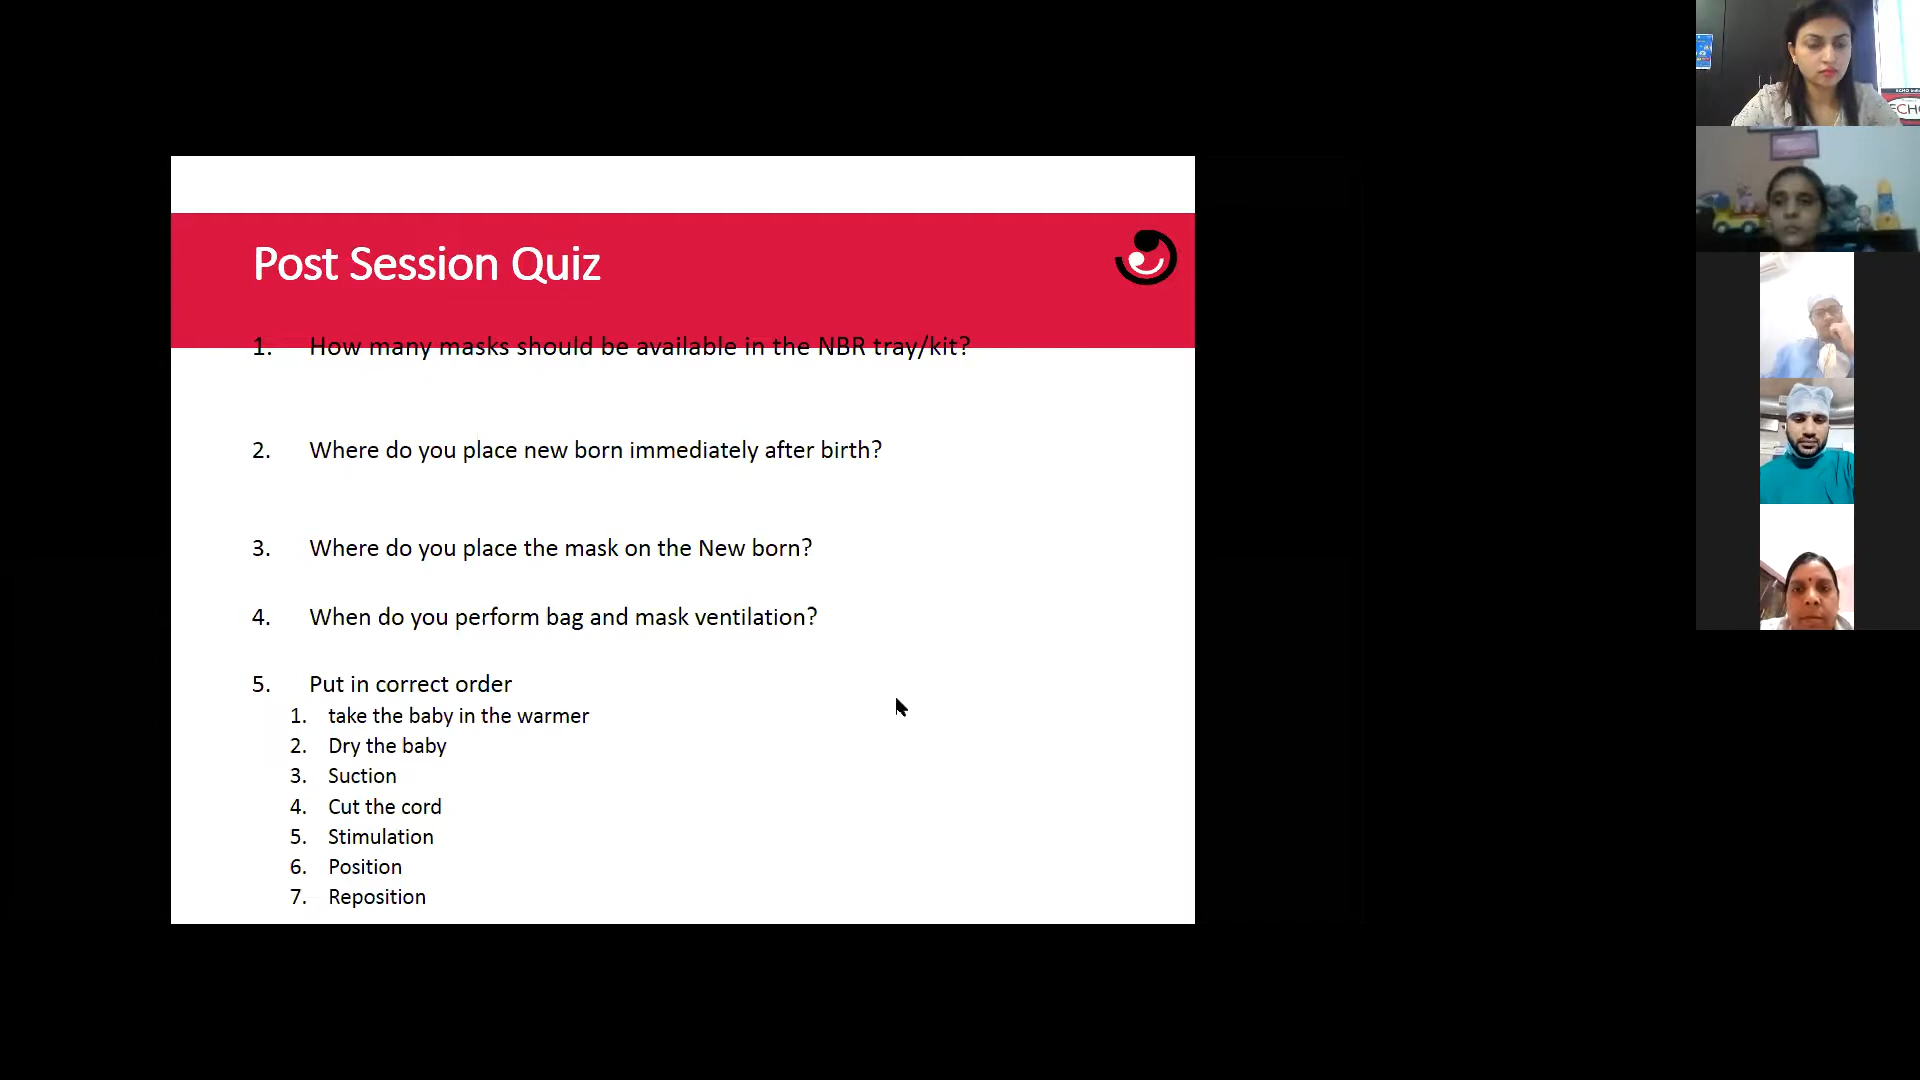 Post Session Quiz
1. How many masks should be available in the NBR tray/kit?
2. Where do you place new born immediately after birth?
3. Where do you place the mask on the New born?
4. When do you perform bag and mask ventilation?
5. Put in correct order
1. take the baby in the warmer
2. Dry the baby
3. Suction
4. Cut the cord
5. Stimulation
6. Position
7. Reposition